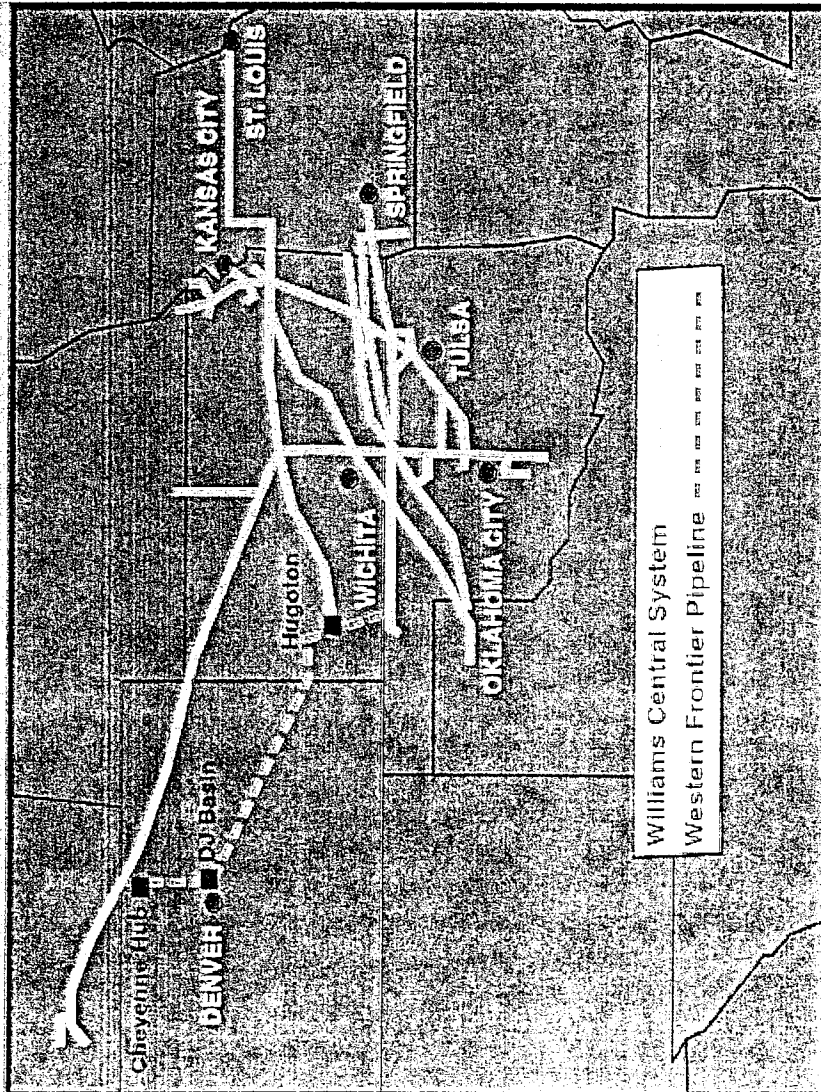 Cheyenne Hub
DJ Basin
DENVER
Hugoton
WICHITA
OKLAHOMA CITY
TULSA
KANSAS CITY
ST. LOUIS
SPRINGFIELD
Williams Central System
Western Frontier Pipeline